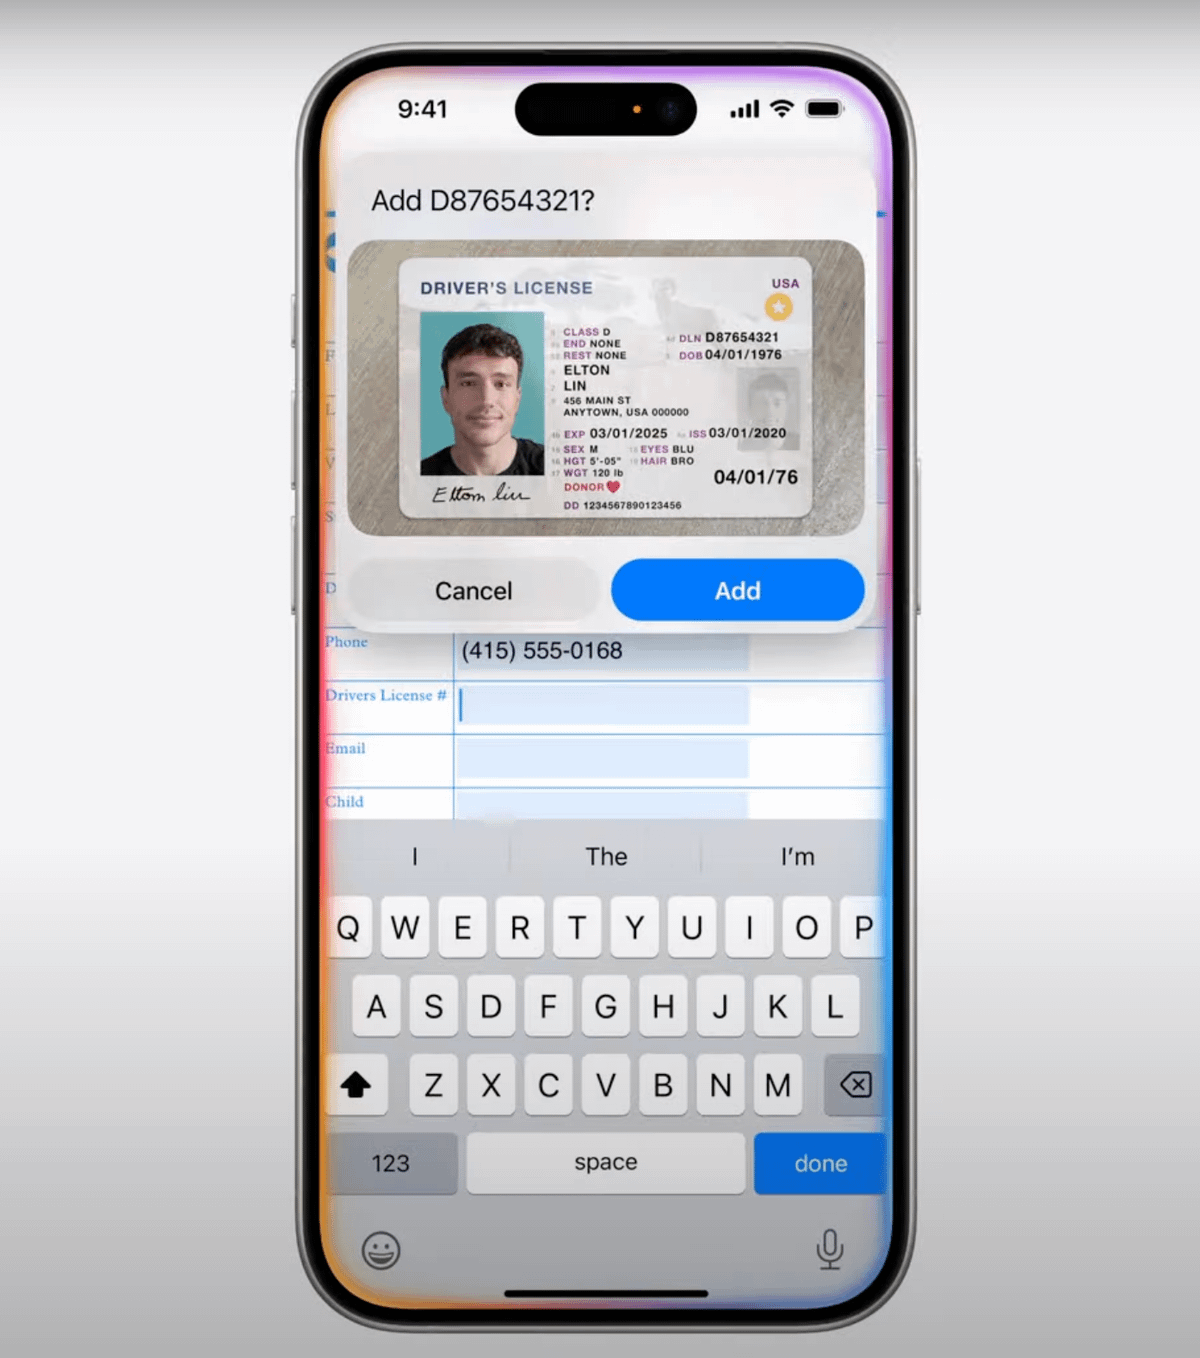 9:41
Add D87654321?
DRIVER'S LICENSE
USA
CLASS D
END NONE
REST NONE
4d DLN D87654321
DOB 04/01/1976
ELTON
LIN
456 MAIN ST
ANYTOWN, USA 000000
EXP 03/01/2025
ISS 03/01/2020
SEX M
EYES BLU
HGT 5'-05"
HAIR BRO
WGT 120 lb
04/01/76
DONOR
Eltom lin
DD 1234567890123456
Cancel
Add
F
L
V
S
D
Phone
(415) 555-0168
Drivers License #
Email
Child
I
The
I'm
Q W E R T Y U I O P
A S D F G H J K L
Z X C V B N M
123
space
done